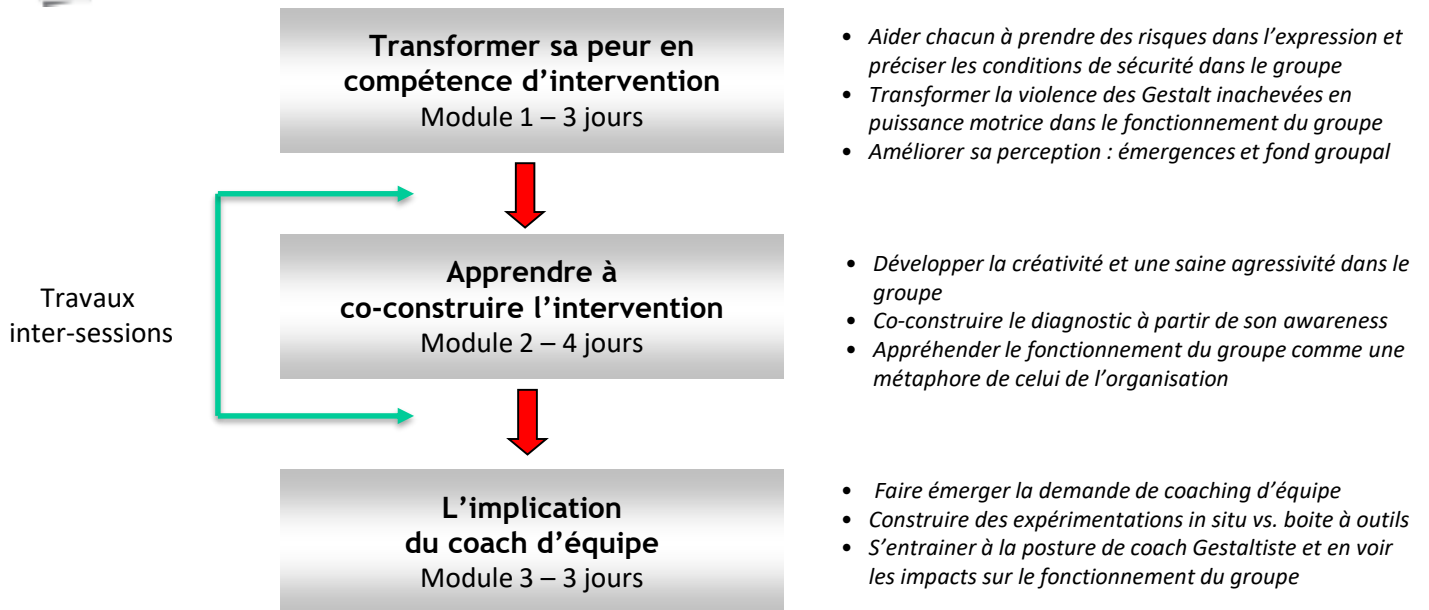 Transformer sa peur en
compétence d'intervention
Module 1 – 3 jours
• Aider chacun à prendre des risques dans l'expression et
préciser les conditions de sécurité dans le groupe
• Transformer la violence des Gestalt inachevées en
puissance motrice dans le fonctionnement du groupe
• Améliorer sa perception : émergences et fond groupal
Travaux
inter-sessions
Apprendre à
co-construire l'intervention
Module 2 – 4 jours
• Développer la créativité et une saine agressivité dans le
groupe
• Co-construire le diagnostic à partir de son awareness
• Appréhender le fonctionnement du groupe comme une
métaphore de celui de l'organisation
L'implication
du coach d'équipe
Module 3 – 3 jours
• Faire émerger la demande de coaching d'équipe
• Construire des expérimentations in situ vs. boite à outils
• S'entrainer à la posture de coach Gestaltiste et en voir
les impacts sur le fonctionnement du groupe